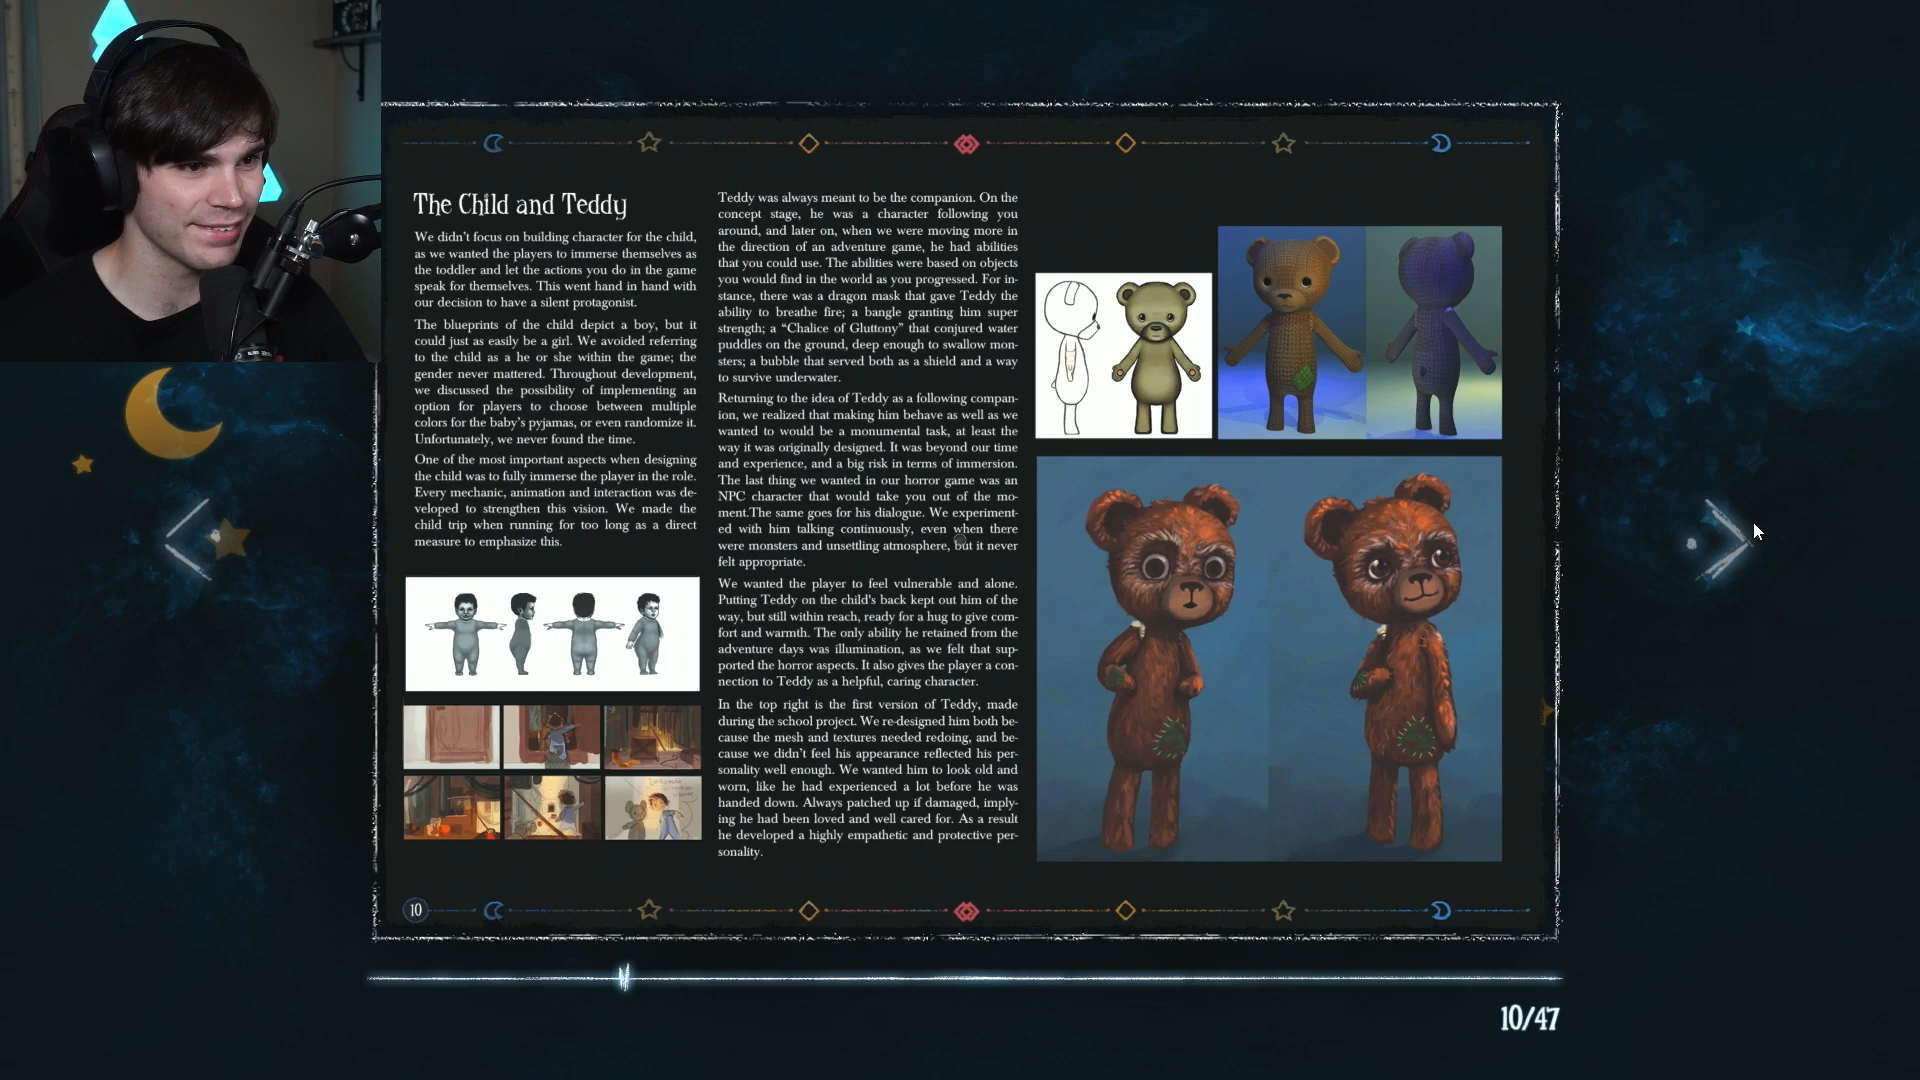 The Child and Teddy
We didn't focus on building character for the child,
as we wanted the players to immerse themselves as
the toddler and let the actions you do in the game
speak for themselves. This went hand in hand with
our decision to have a silent protagonist.
The blueprints of the child depict a boy, but it
could just as easily be a girl. We avoided referring
to the child as a he or she within the game; the
gender never mattered. Throughout development,
we discussed the possibility of implementing an
option for players to choose between multiple
colors for the baby's pyjamas, or even randomize it.
Unfortunately, we never found the time.
One of the most important aspects when designing
the child was to fully immerse the player in the role.
Every mechanic, animation and interaction was de-
veloped to strengthen this vision. We made the
child trip when running for too long as a direct
measure to emphasize this.
Teddy was always meant to be the companion. On the
concept stage, he was a character following you
around, and later on, when we were moving more in
the direction of an adventure game, he had abilities
that you could use. The abilities were based on objects
you would find in the world as you progressed. For in-
stance, there was a dragon mask that gave Teddy the
ability to breathe fire; a bangle granting him super
strength; a “Chalice of Gluttony” that conjured water
puddles on the ground, deep enough to swallow mon-
sters; a bubble that served both as a shield and a way
to survive underwater.
Returning to the idea of Teddy as a following compan-
ion, we realized that making him behave as well as we
wanted to would be a monumental task, at least the
way it was originally designed. It was beyond our time
and experience, and a big risk in terms of immersion.
The last thing we wanted in our horror game was an
NPC character that would take you out of the mo-
ment.The same goes for his dialogue. We experiment-
ed with him talking continuously, even when there
were monsters and unsettling atmosphere, but it never
felt appropriate.
We wanted the player to feel vulnerable and alone.
Putting Teddy on the child's back kept out him of the
way, but still within reach, ready for a hug to give com-
fort and warmth. The only ability he retained from the
adventure days was illumination, as we felt that sup-
ported the horror aspects. It also gives the player a con-
nection to Teddy as a helpful, caring character.
In the top right is the first version of Teddy, made
during the school project. We re-designed him both be-
cause the mesh and textures needed redoing, and be-
cause we didn't feel his appearance reflected his per-
sonality well enough. We wanted him to look old and
worn, like he had experienced a lot before he was
handed down. Always patched up if damaged, imply-
ing he had been loved and well cared for. As a result
he developed a highly empathetic and protective per-
sonality.
10
10/47